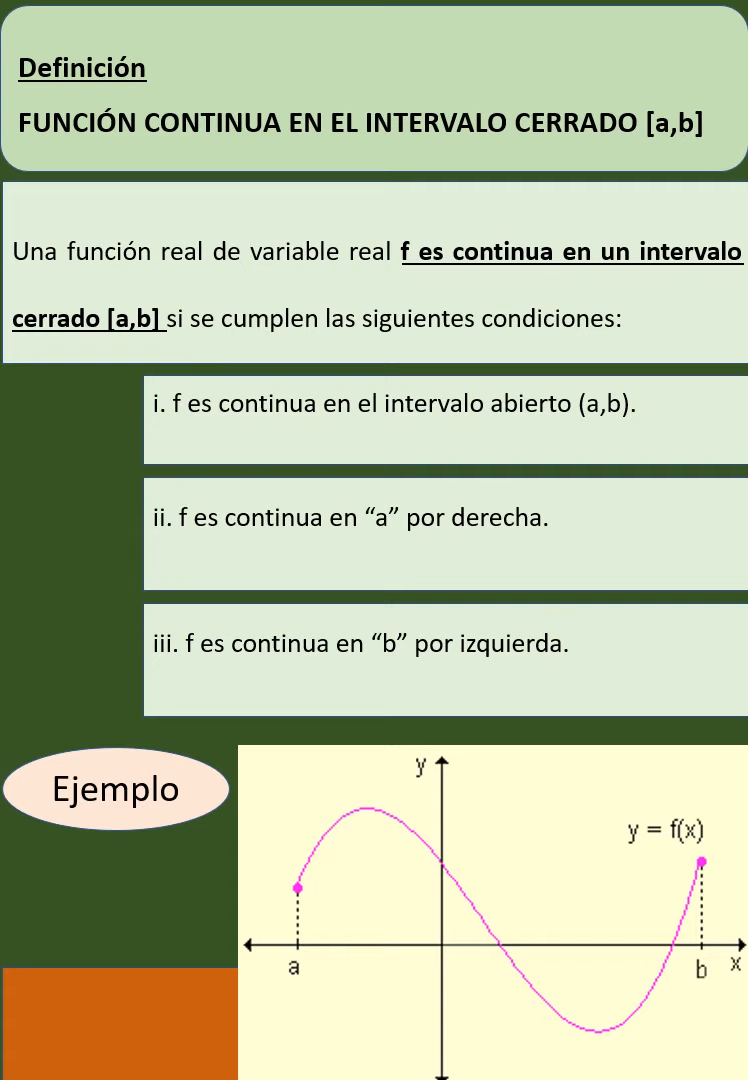 Definición
FUNCIÓN CONTINUA EN EL INTERVALO CERRADO [a,b]
Una función real de variable real f es continua en un intervalo
cerrado [a,b] si se cumplen las siguientes condiciones:
i. f es continua en el intervalo abierto (a,b).
ii. f es continua en “a” por derecha.
iii. f es continua en “b” por izquierda.
Ejemplo
y
y = f(x)
a
b
x